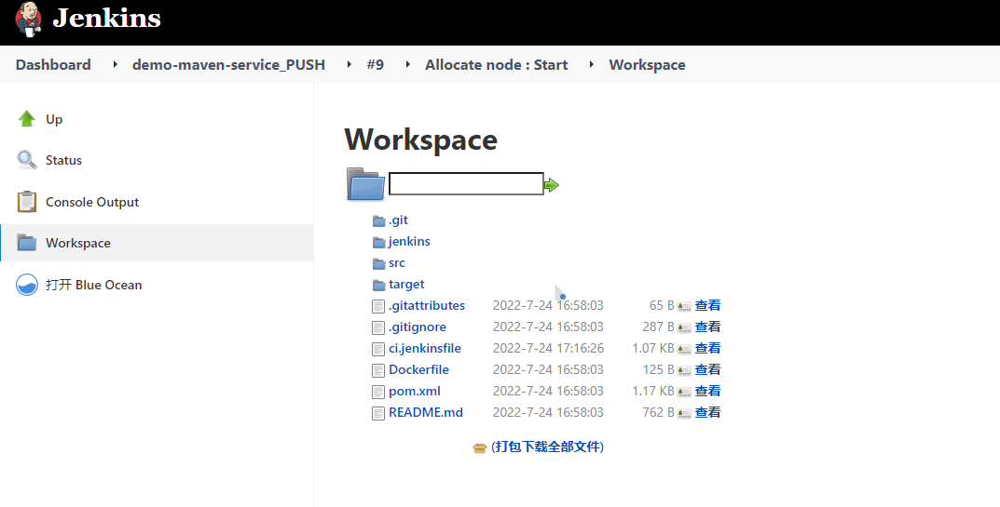 Jenkins
Dashboard demo-maven-service_PUSH #9 Allocate node : Start Workspace
Up
Status
Console Output
Workspace
打开 Blue Ocean
Workspace
.git
jenkins
src
target
.gitattributes 2022-7-24 16:58:03 65 B 查看
.gitignore 2022-7-24 16:58:03 287 B 查看
ci.jenkinsfile 2022-7-24 17:16:26 1.07 KB 查看
Dockerfile 2022-7-24 16:58:03 125 B 查看
pom.xml 2022-7-24 16:58:03 1.17 KB 查看
README.md 2022-7-24 16:58:03 762 B 查看
(打包下载全部文件)